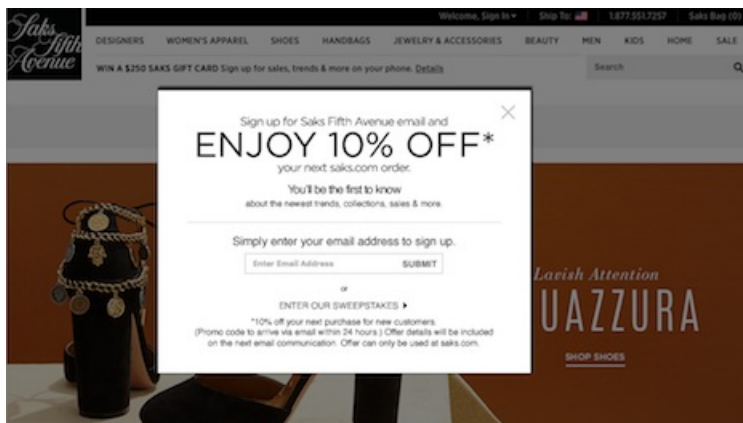 Saks
Fifth
Avenue
Welcome, Sign In
Ship To:
1.877.551.7257
Saks Bag (0)
DESIGNERS
WOMEN'S APPAREL
SHOES
HANDBAGS
JEWELRY & ACCESSORIES
BEAUTY
MEN
KIDS
HOME
SALE
WIN A $250 SAKS GIFT CARD Sign up for sales, trends & more on your phone. Details
Search
Sign up for Saks Fifth Avenue email and
ENJOY 10% OFF*
your next saks.com order.
You'll be the first to know
about the newest trends, collections, sales & more.
Simply enter your email address to sign up.
Enter Email Address
SUBMIT
or
ENTER OUR SWEEPSTAKES
*10% off your next purchase for new customers.
(Promo code to arrive via email within 24 hours.) Offer details will be included
on the next email communication. Offer can only be used at saks.com.
Lavish Attention
UAZZURA
SHOP SHOES